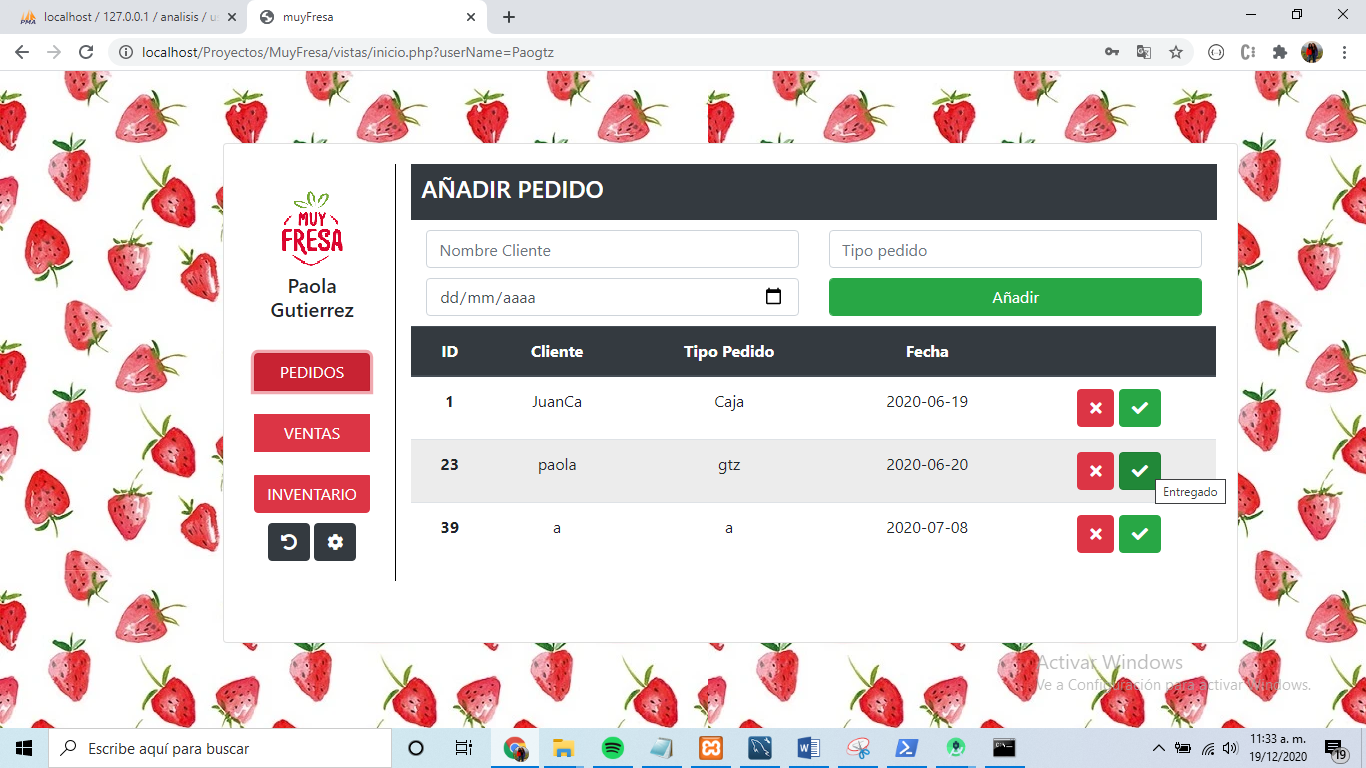 localhost / 127.0.0.1 / analisis / u
muyFresa
localhost/Proyectos/MuyFresa/vistas/inicio.php?userName=Paogtz
MUY
FRESA
Paola
Gutierrez
PEDIDOS
VENTAS
INVENTARIO
AÑADIR PEDIDO
Nombre Cliente
Tipo pedido
dd/mm/aaaa
Añadir
ID Cliente Tipo Pedido Fecha
1 JuanCa Caja 2020-06-19
23 paola gtz 2020-06-20
Entregado
39 a a 2020-07-08
Activar Windows
Ve a Configuración para activar Windows.
Escribe aquí para buscar
11:33 a. m.
19/12/2020
19